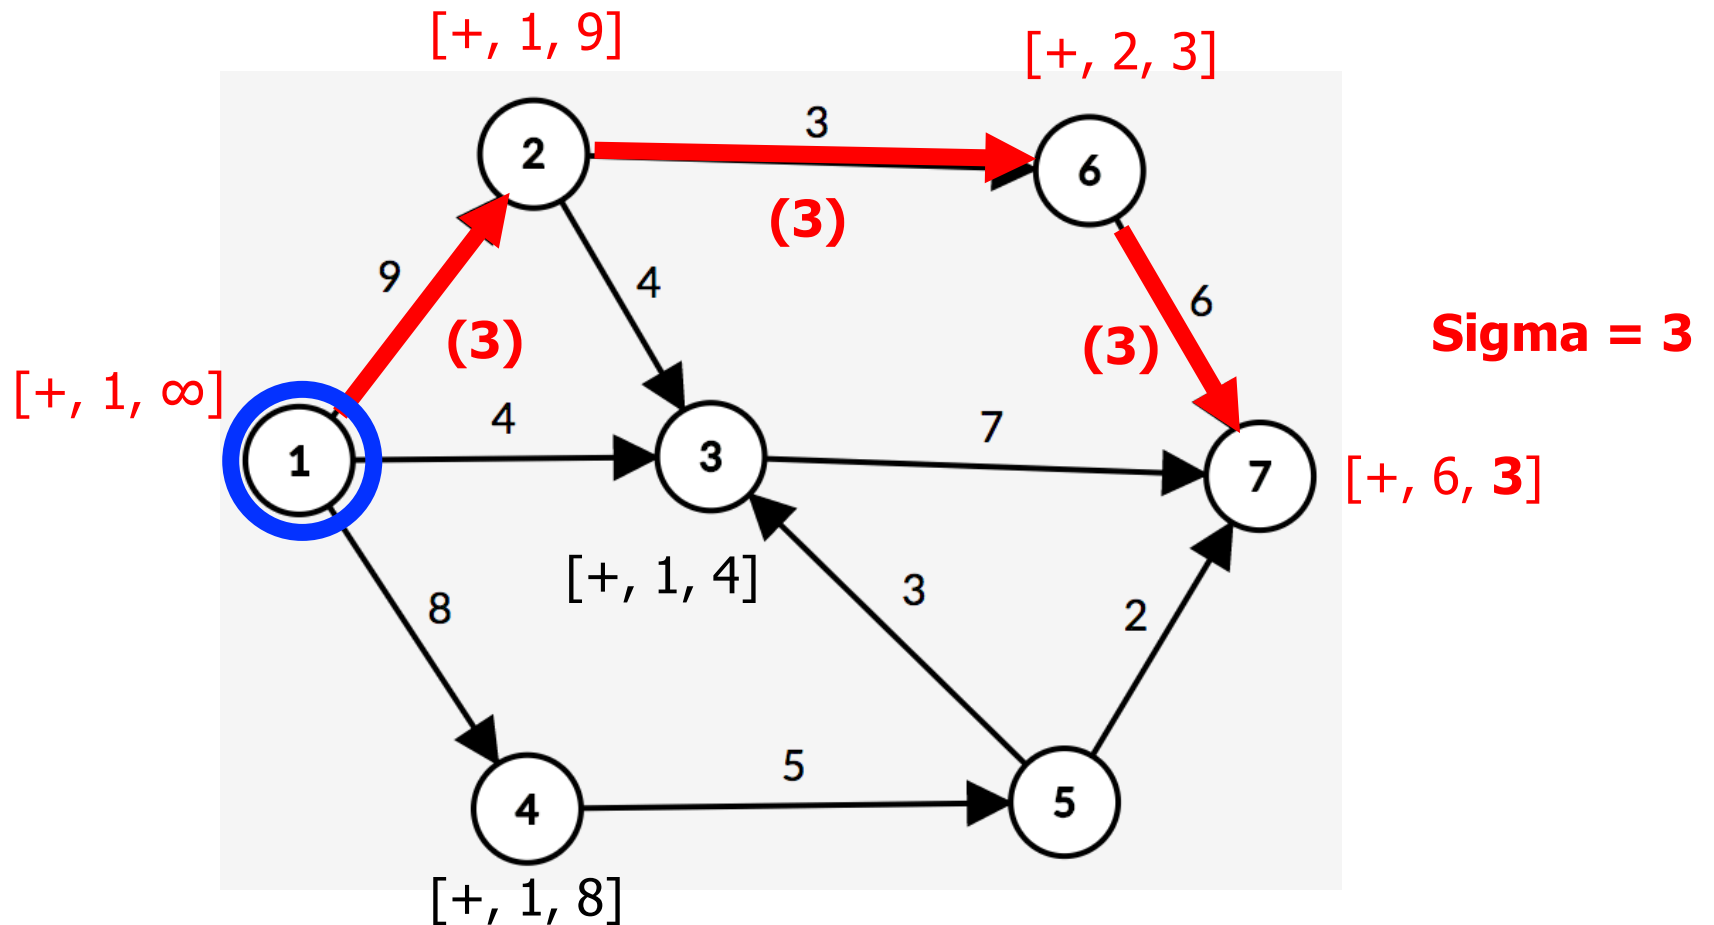 [+, 1, 9]
[+, 2, 3]
3
2
6
(3)
9
4
6
(3)
(3)
Sigma = 3
[+, 1, ∞]
4
7
1
3
7
[+, 6, 3]
[+, 1, 4]
3
8
2
5
4
5
[+, 1, 8]